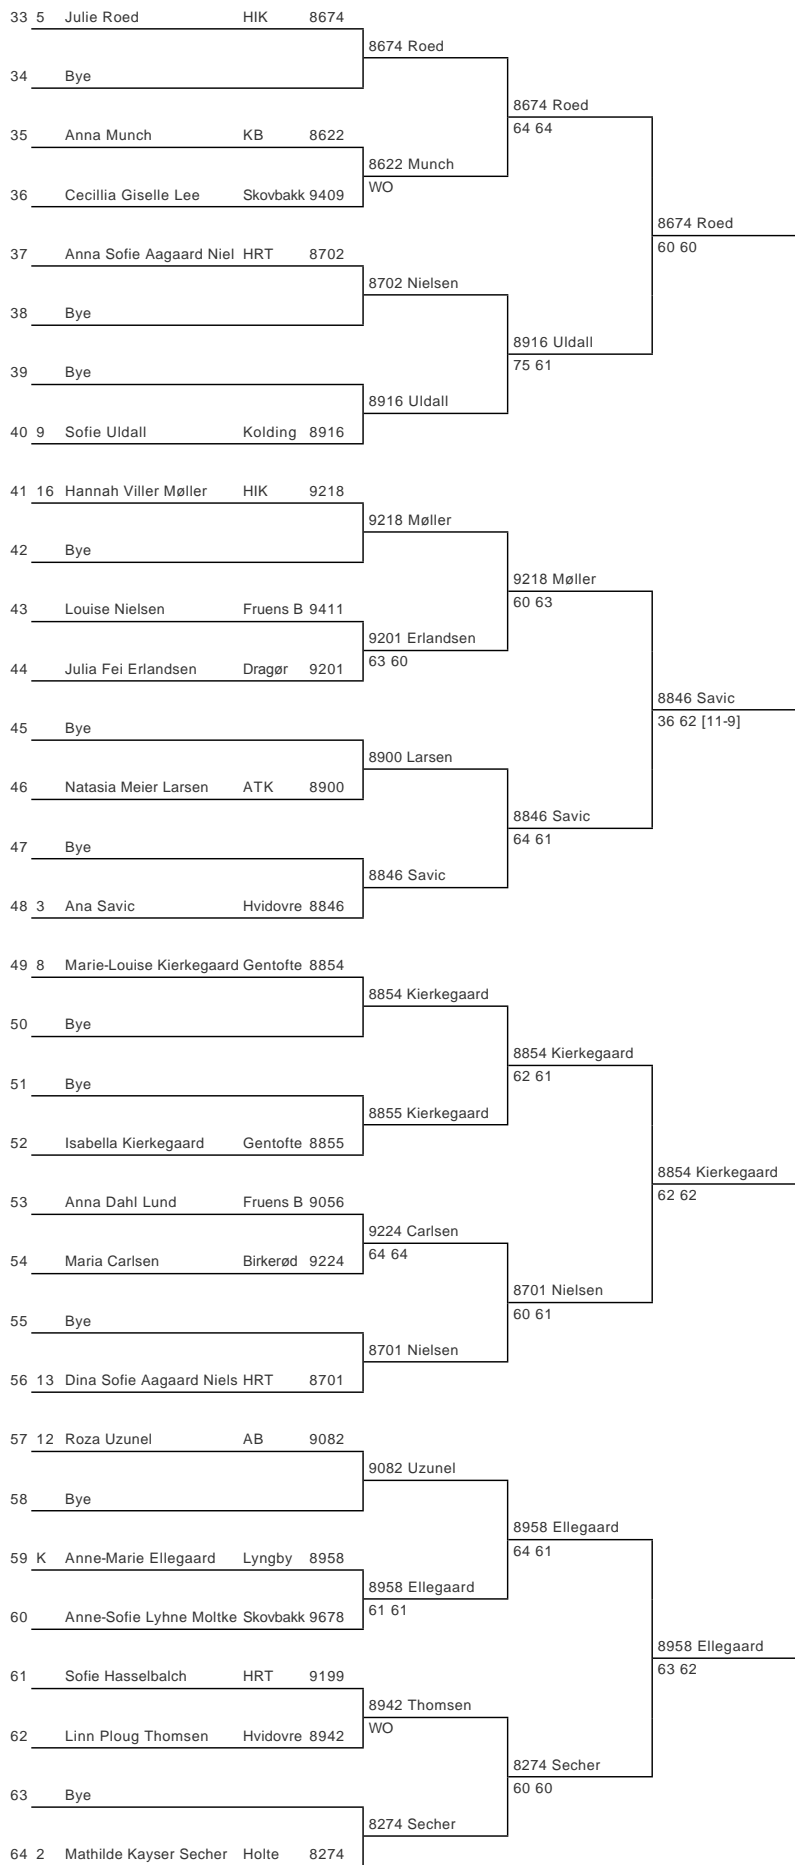 33 5 Julie Roed HIK 8674
8674 Roed
34 Bye
8674 Roed
64 64
35 Anna Munch KB 8622
8622 Munch
WO
36 Cecillia Giselle Lee Skovbakk 9409
8674 Roed
60 60
37 Anna Sofie Aagaard Niel HRT 8702
8702 Nielsen
38 Bye
8916 Uldall
75 61
39 Bye
8916 Uldall
40 9 Sofie Uldall Kolding 8916
41 16 Hannah Viller Møller HIK 9218
9218 Møller
42 Bye
9218 Møller
60 63
43 Louise Nielsen Fruens B 9411
9201 Erlandsen
63 60
44 Julia Fei Erlandsen Dragør 9201
8846 Savic
36 62 [11-9]
45 Bye
8900 Larsen
46 Natasia Meier Larsen ATK 8900
8846 Savic
64 61
47 Bye
8846 Savic
48 3 Ana Savic Hvidovre 8846
49 8 Marie-Louise Kierkegaard Gentofte 8854
8854 Kierkegaard
50 Bye
8854 Kierkegaard
62 61
51 Bye
8855 Kierkegaard
52 Isabella Kierkegaard Gentofte 8855
8854 Kierkegaard
62 62
53 Anna Dahl Lund Fruens B 9056
9224 Carlsen
64 64
54 Maria Carlsen Birkerød 9224
8701 Nielsen
60 61
55 Bye
8701 Nielsen
56 13 Dina Sofie Aagaard Niels HRT 8701
57 12 Roza Uzunel AB 9082
9082 Uzunel
58 Bye
8958 Ellegaard
64 61
59 K Anne-Marie Ellegaard Lyngby 8958
8958 Ellegaard
61 61
60 Anne-Sofie Lyhne Moltke Skovbakk 9678
8958 Ellegaard
63 62
61 Sofie Hasselbalch HRT 9199
8942 Thomsen
WO
62 Linn Ploug Thomsen Hvidovre 8942
8274 Secher
60 60
63 Bye
8274 Secher
64 2 Mathilde Kayser Secher Holte 8274